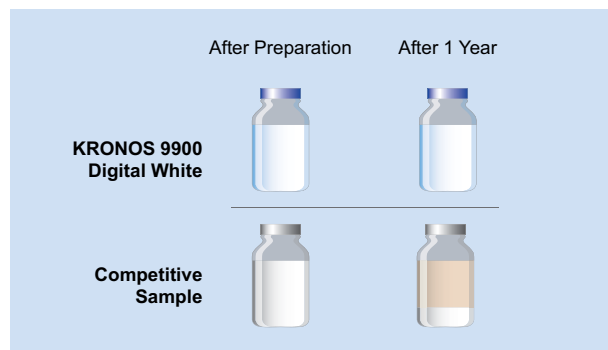 After Preparation
After 1 Year
KRONOS 9900
Digital White
Competitive
Sample